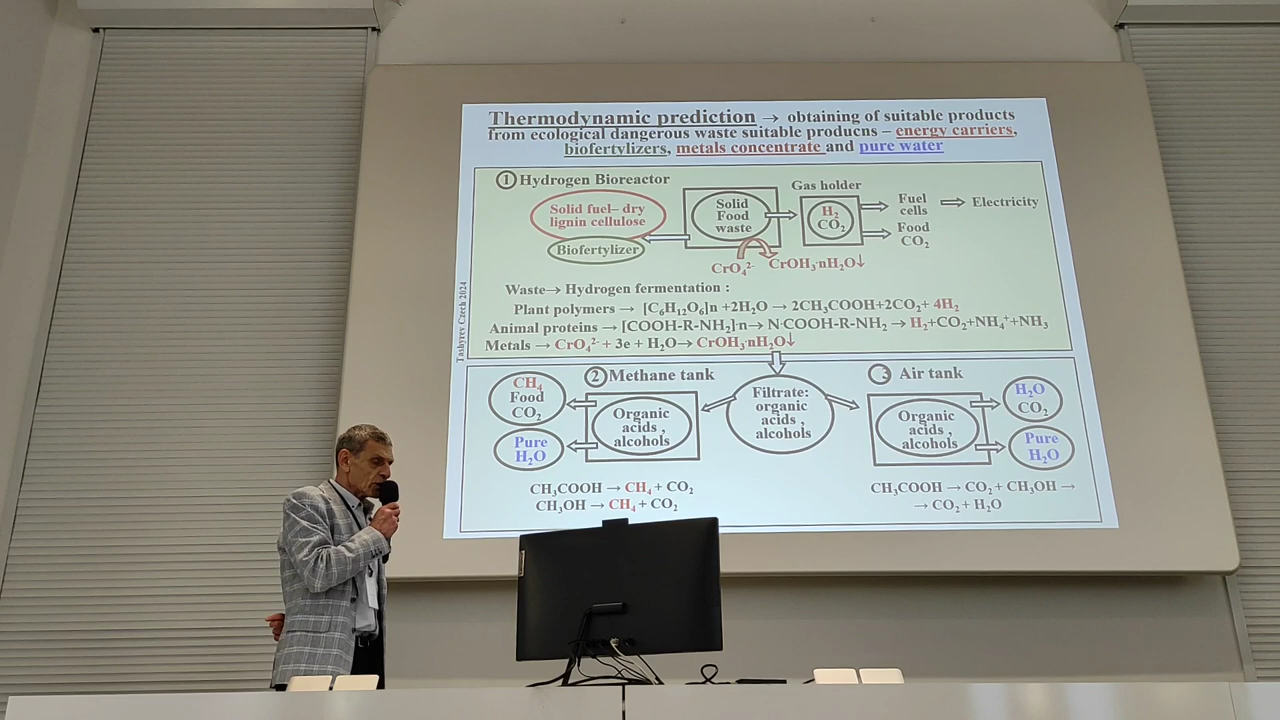 Thermodynamic prediction → obtaining of suitable products
from ecological dangerous waste suitable producns – energy carriers,
biofertylizers, metals concentrate and pure water
① Hydrogen Bioreactor
Solid fuel– dry
lignin cellulose
Biofertylizer
Solid
Food
waste
Gas holder
H₂
CO₂
Fuel
cells
Electricity
Food
CO₂
CrO₄²⁻
CrOH₃·nH₂O↓
Waste→ Hydrogen fermentation :
Plant polymers → [C₆H₁₂O₆]n +2H₂O → 2CH₃COOH+2CO₂+ 4H₂
Animal proteins → [COOH-R-NH₂]·n→ N·COOH-R-NH₂ → H₂+CO₂+NH₄⁺+NH₃
Metals → CrO₄²⁻ + 3e + H₂O→ CrOH₃·nH₂O↓
Tashyrev Czech 2024
② Methane tank
CH₄
Food
CO₂
Pure
H₂O
Organic
acids ,
alcohols
Filtrate:
organic
acids ,
alcohols
③ Air tank
Organic
acids ,
alcohols
H₂O
CO₂
Pure
H₂O
CH₃COOH → CH₄ + CO₂
CH₃OH → CH₄ + CO₂
CH₃COOH → CO₂ + CH₃OH →
→ CO₂ + H₂O